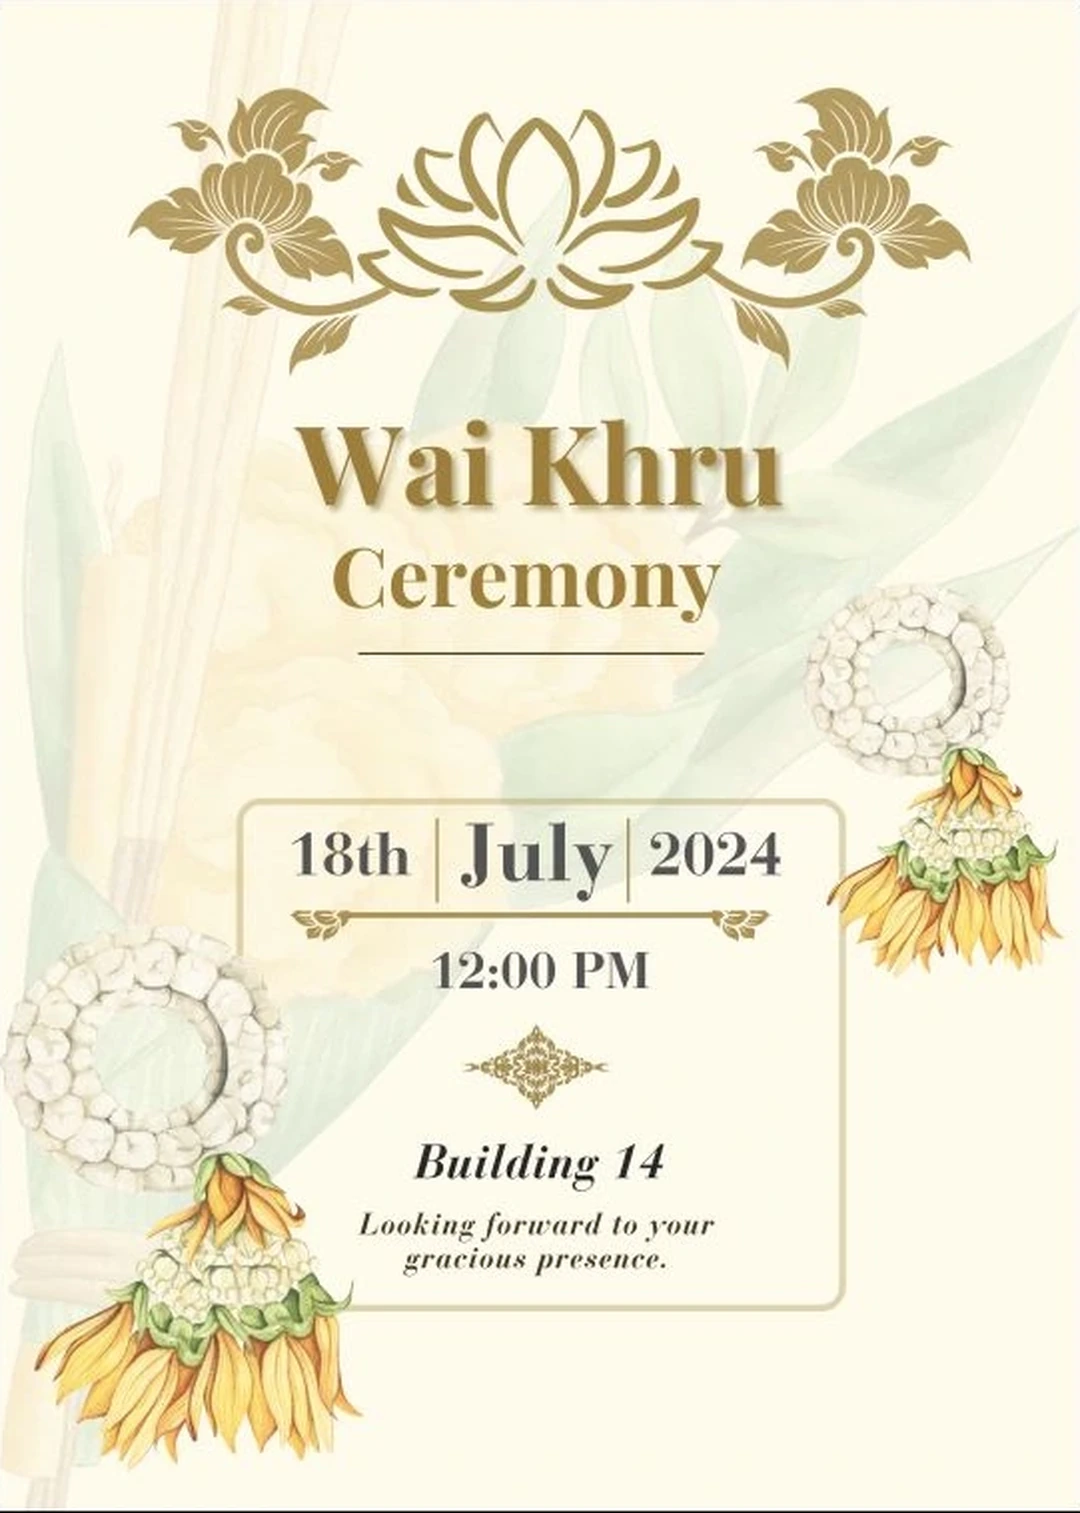 Wai Khru
Ceremony
18th July 2024
12:00 PM
Building 14
Looking forward to your
gracious presence.